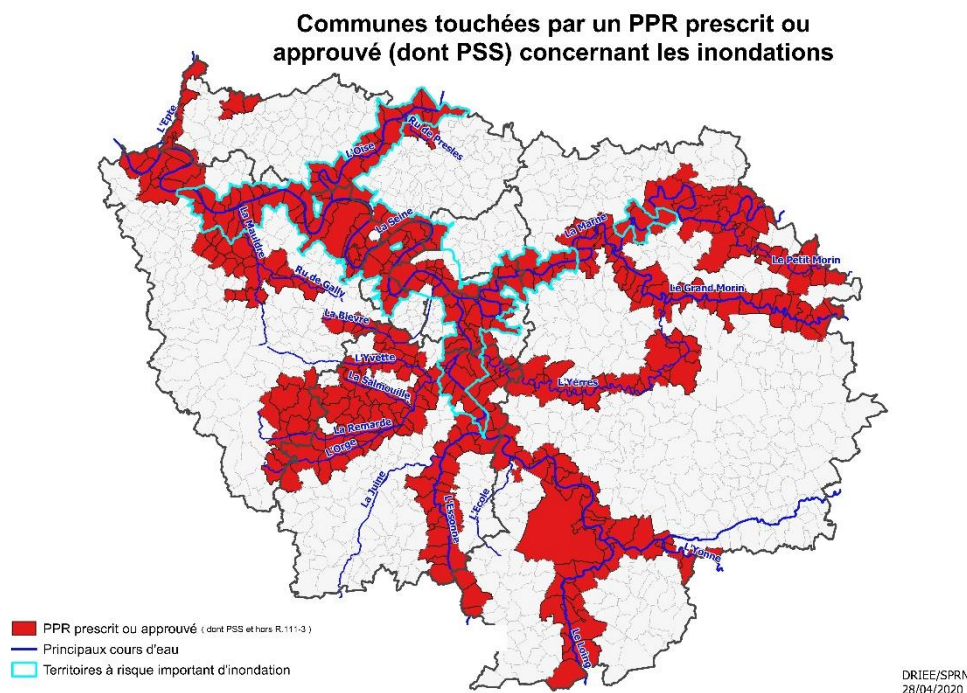 Communes touchées par un PPR prescrit ou
approuvé (dont PSS) concernant les inondations
L'Epte
L'Oise
Ru de Presles
La Seine
La Mauldre
La Marne
Le Petit Morin
Ru de Gally
Le Grand Morin
La Bièvre
L'Yvette
La Salmouille
L'Yerres
La Remarde
L'Orge
La Juine
L'Essonne
L'Ecole
L'Yonne
Le Loing
PPR prescrit ou approuvé ( dont PSS et hors R.111-3 )
Principaux cours d'eau
Territoires à risque important d'inondation
DRIEE/SPRN
28/04/2020